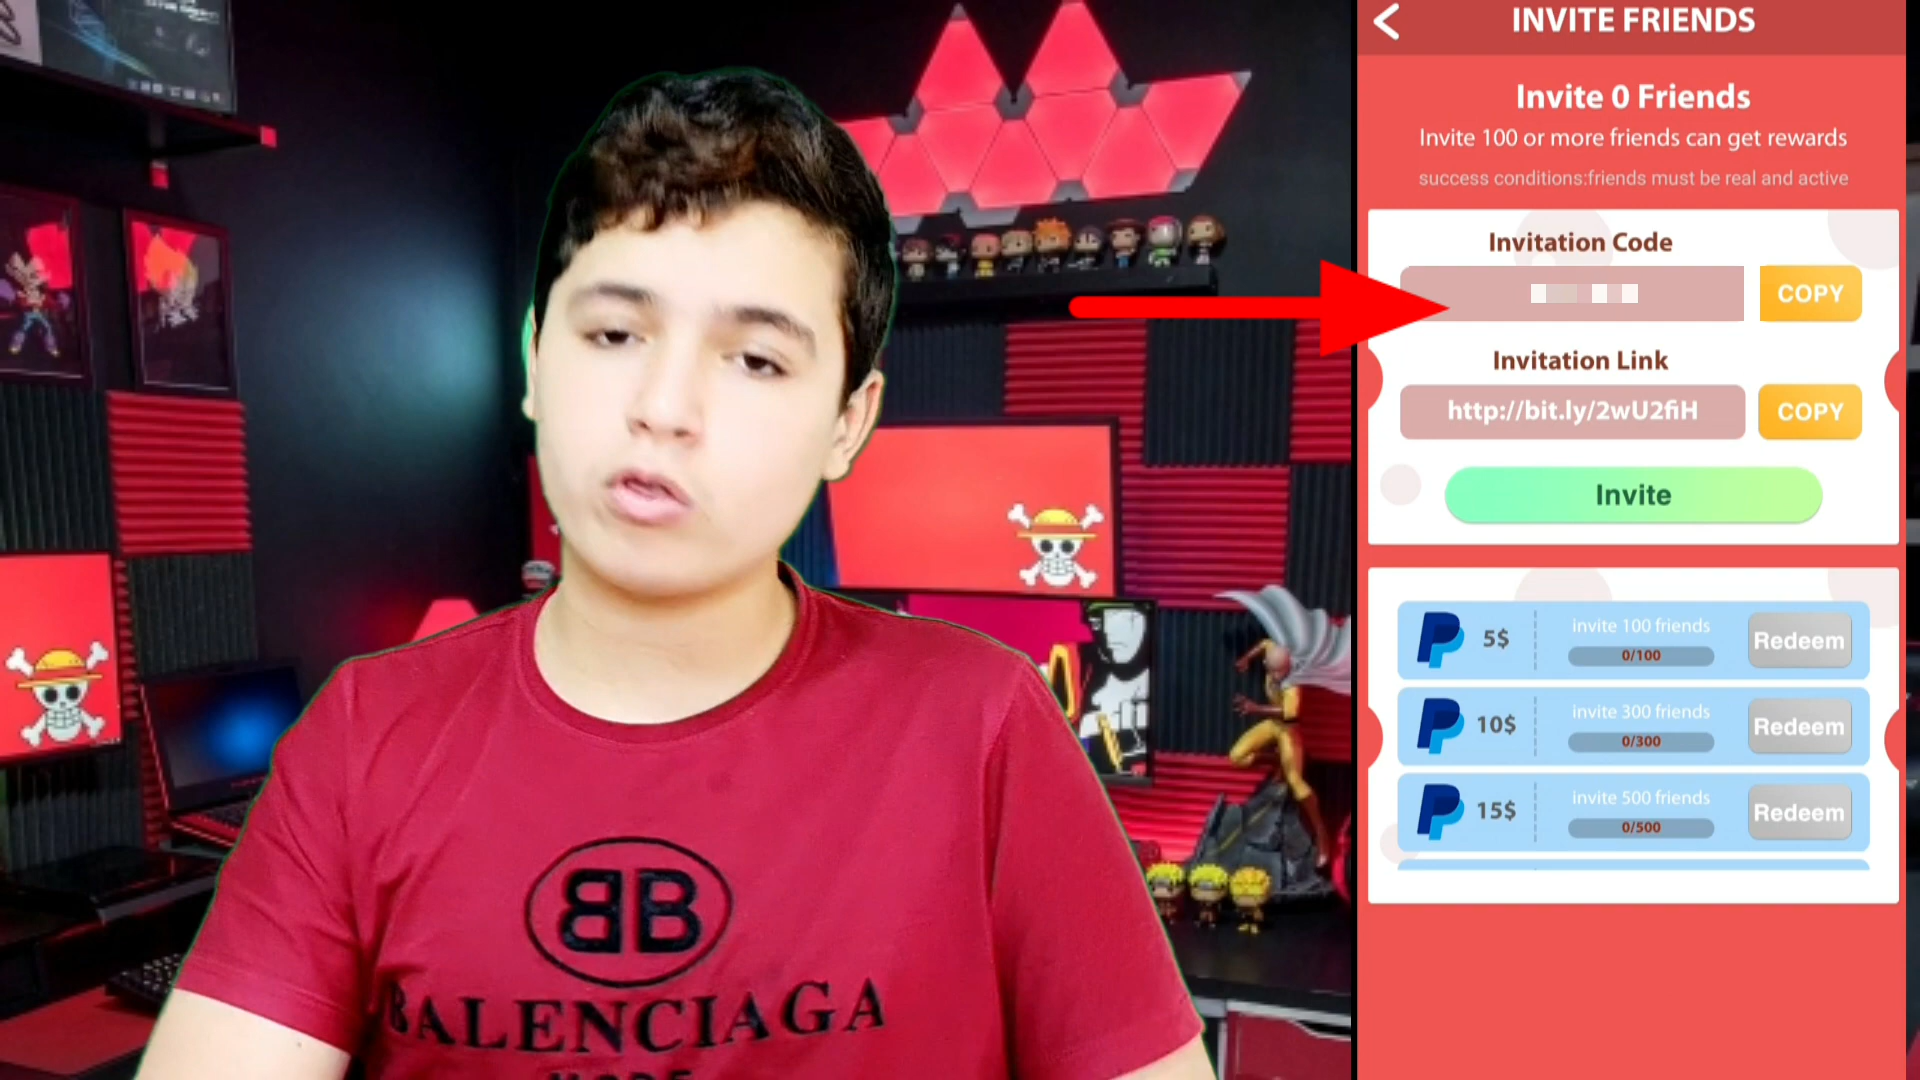 BB
BALENCIAGA
INVITE FRIENDS
Invite 0 Friends
Invite 100 or more friends can get rewards
success conditions:friends must be real and active
Invitation Code
COPY
Invitation Link
http://bit.ly/2wU2fiH COPY
Invite
5$ invite 100 friends Redeem
0/100
10$ invite 300 friends Redeem
0/300
15$ invite 500 friends Redeem
0/500